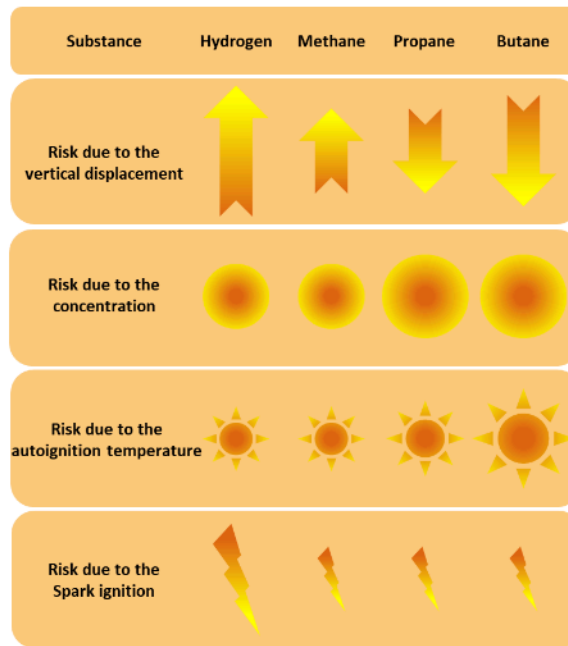 Substance Hydrogen Methane Propane Butane
Risk due to the
vertical displacement
Risk due to the
concentration
Risk due to the
autoignition temperature
Risk due to the
Spark ignition